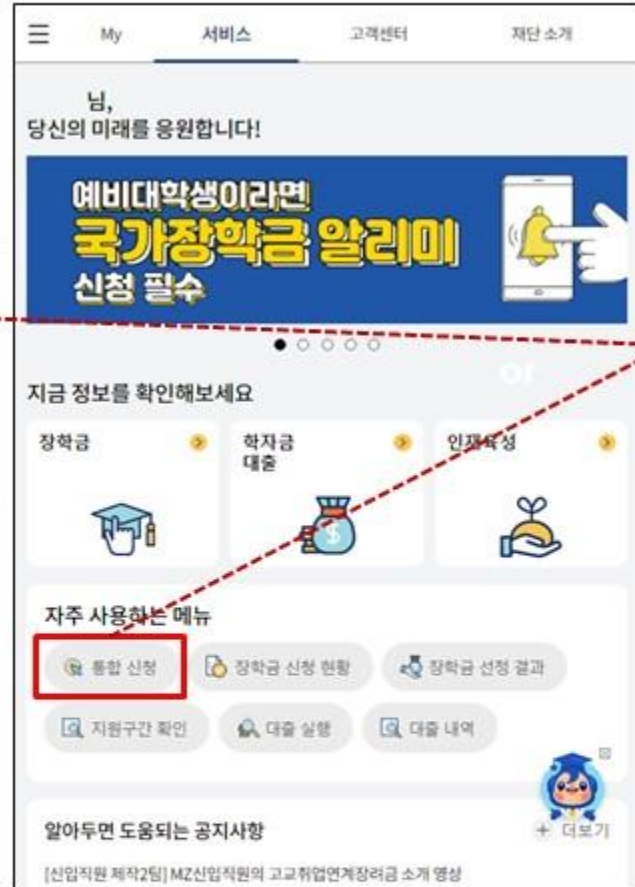 My 서비스 고객센터 재단 소개
님,
당신의 미래를 응원합니다!
예비대학생이라면
국가장학금 알리미
신청 필수
or
지금 정보를 확인해보세요
장학금 학자금 인재육성
대출
자주 사용하는 메뉴
통합 신청 장학금 신청 현황 장학금 선정 결과
지원구간 확인 대출 실행 대출 내역
알아두면 도움되는 공지사항 + 더보기
[신입직원 제작2팀] MZ신입직원의 고교취업연계장려금 소개 영상